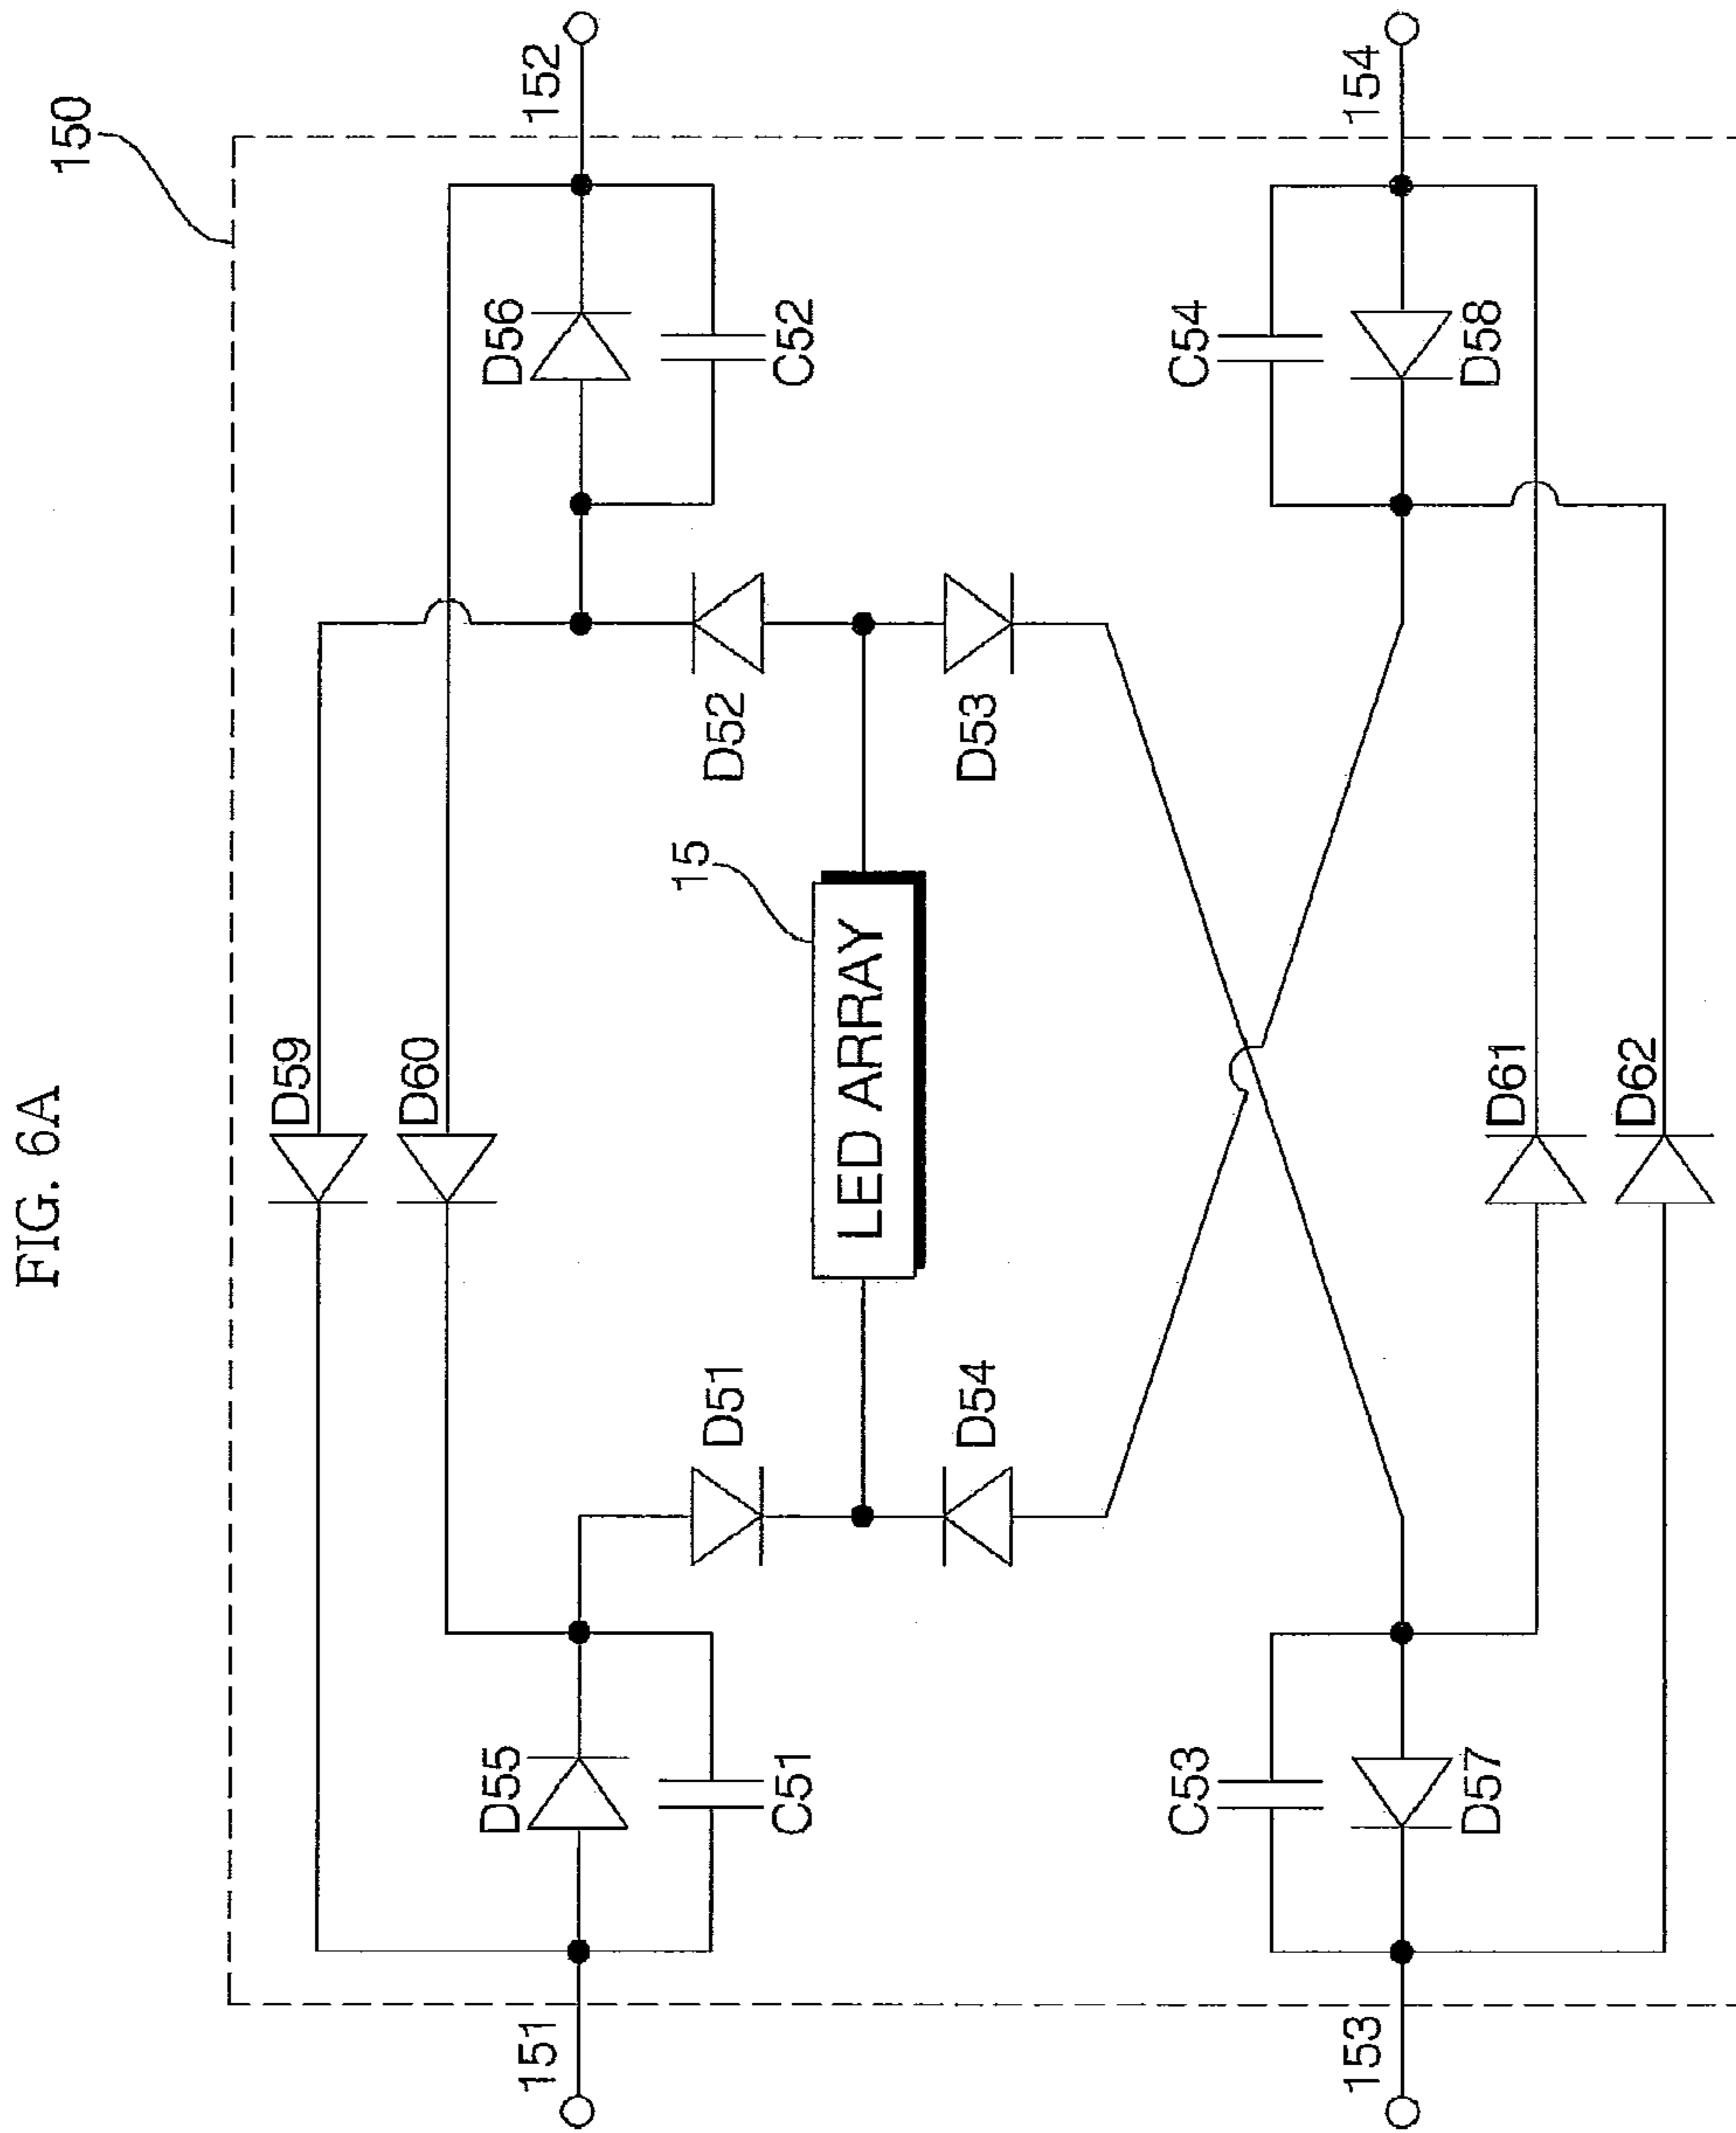 FIG. 6A
150
D59
D60
151
D55
C51
D56
C52
152
D51
D52
15
LED ARRAY
D54
D53
153
C53
D57
C54
D58
154
D61
D62